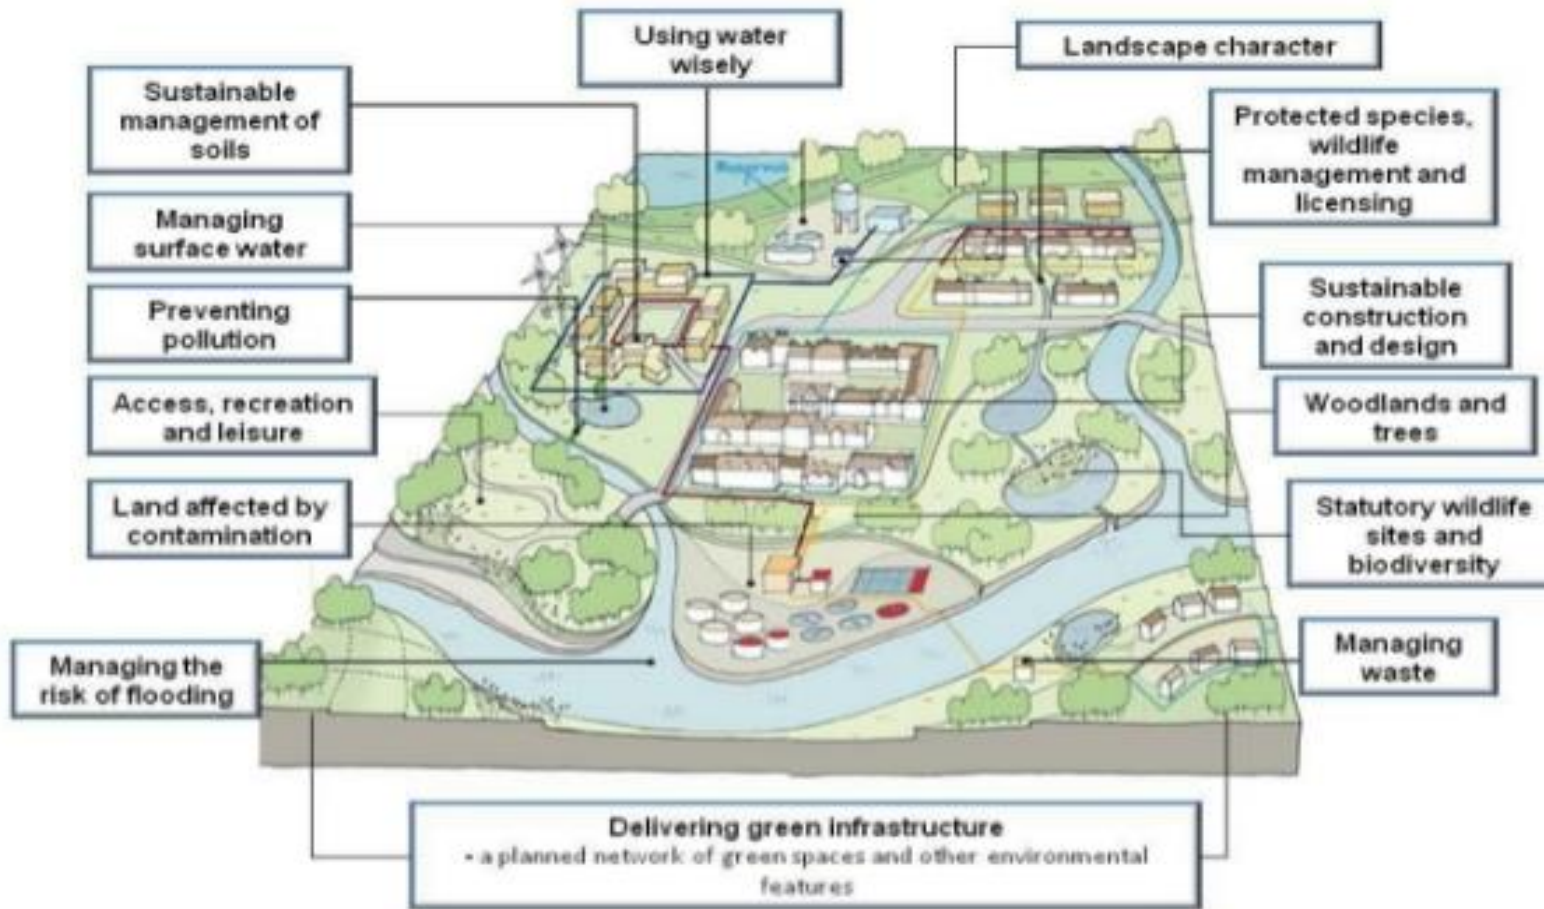 Using water
wisely
Landscape character
Sustainable
management of
soils
Protected species,
wildlife
management and
licensing
Managing
surface water
Preventing
pollution
Sustainable
construction
and design
Access, recreation
and leisure
Woodlands and
trees
Land affected by
contamination
Statutory wildlife
sites and
biodiversity
Managing the
risk of flooding
Managing
waste
Delivering green infrastructure
- a planned network of green spaces and other environmental
features